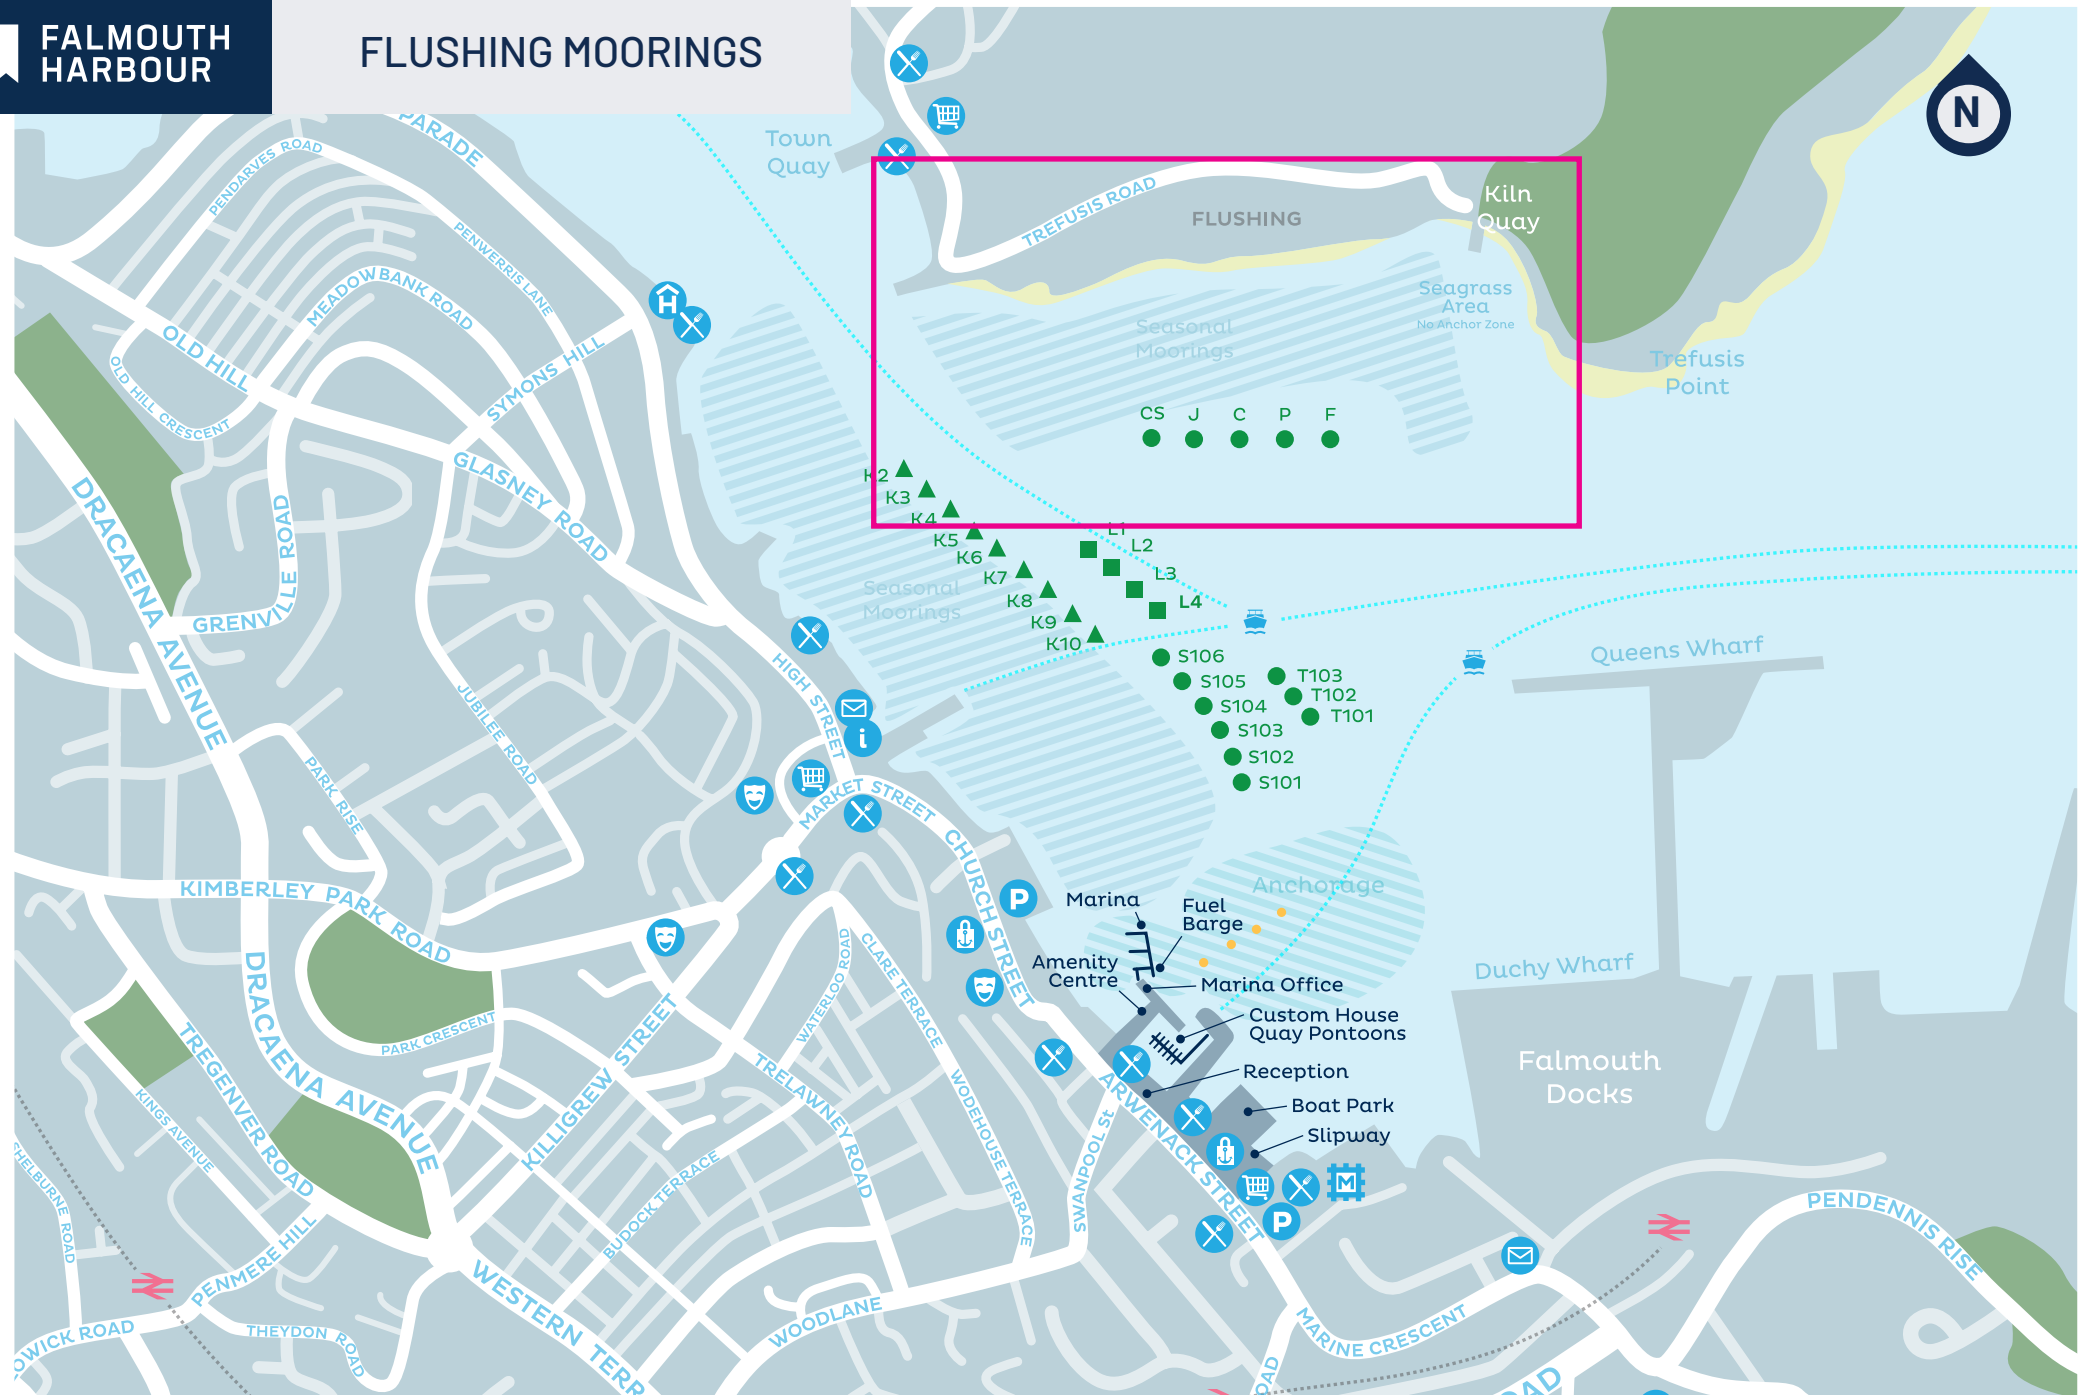 FALMOUTH
HARBOUR
FLUSHING MOORINGS
N
Town
Quay
PARADE
PENDARVES ROAD
PENWERRIS LANE
MEADOWBANK ROAD
OLD HILL
OLD HILL CRESCENT
SYMONS HILL
H
TREFUSIS ROAD
FLUSHING
Kiln
Quay
Seagrass
Area
No Anchor Zone
Seasonal
Moorings
Trefusis
Point
CS
J
C
P
F
K2
K3
K4
K5
K6
K7
K8
K9
K10
L1
L2
L3
L4
GLASNEY ROAD
DRACAENA AVENUE
GRENVILLE ROAD
Seasonal
Moorings
S106
S105
S104
S103
S102
S101
T103
T102
T101
Queens Wharf
HIGH STREET
JUBILEE ROAD
PARK RISE
i
MARKET STREET
CHURCH STREET
KIMBERLEY PARK ROAD
Anchorage
P
Marina
Fuel
Barge
Amenity
Centre
Marina Office
Custom House
Quay Pontoons
Reception
Boat Park
Slipway
Duchy Wharf
Falmouth
Docks
DRACAENA AVENUE
PARK CRESCENT
WATERLOO ROAD
CLARE TERRACE
TREGENVER ROAD
KINGS AVENUE
KILLIGREW STREET
TRELAWNEY ROAD
WODEHOUSE TERRACE
SWANPOOL St
ARWENACK STREET
M
P
SHELBURNE ROAD
BUDOCK TERRACE
PENMERE HILL
PENDENNIS RISE
WESTERN TERR
WOODLANE
MARINE CRESCENT
THEYDON ROAD
OWICK ROAD
OAD
OAD